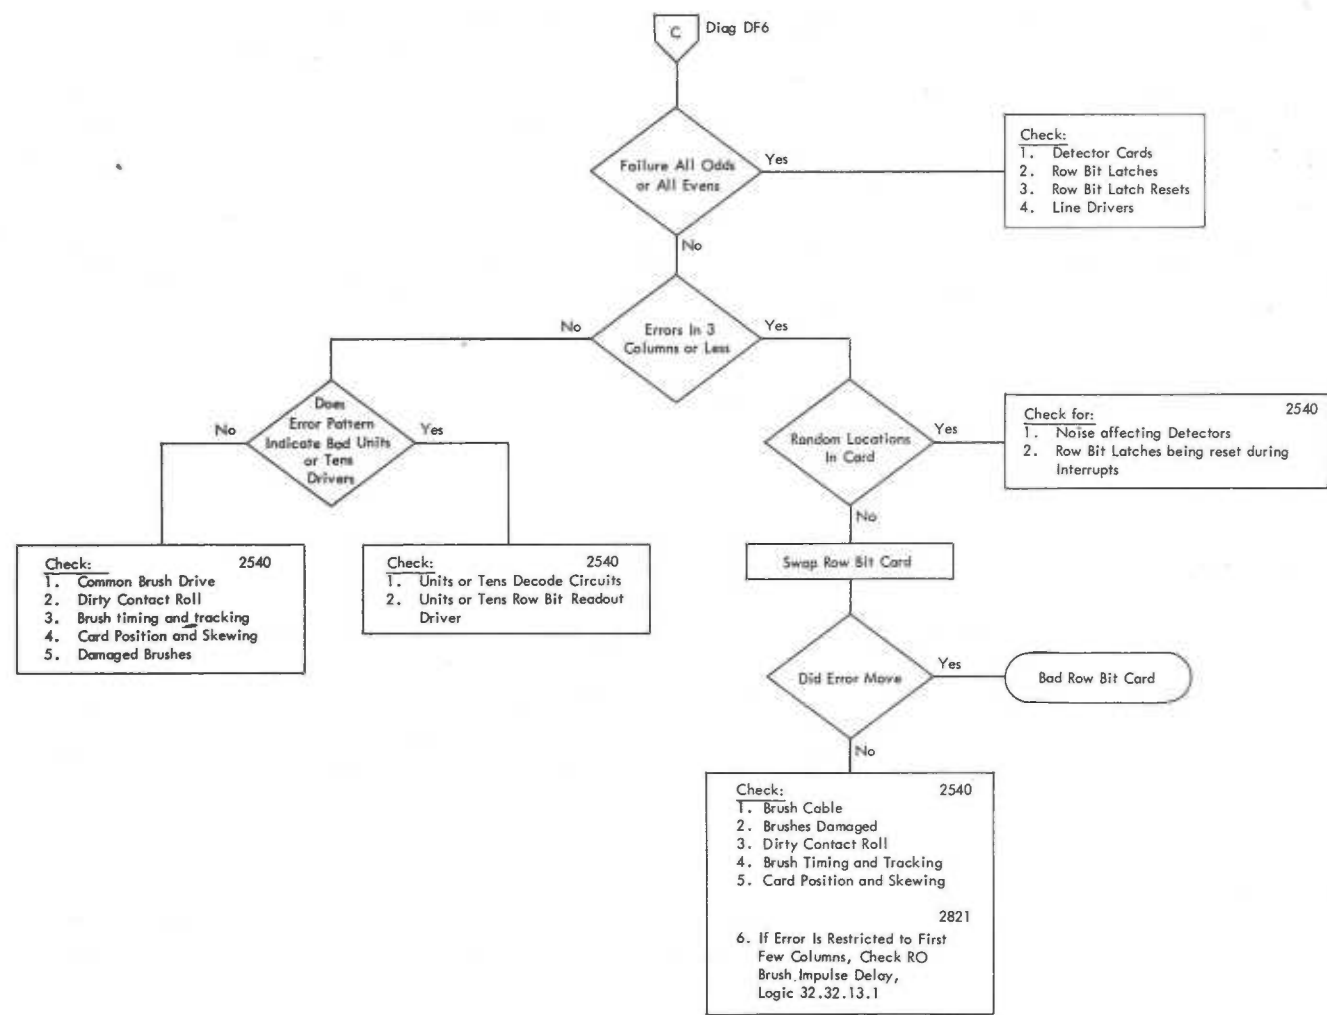 C
Diag DF6
Failure All Odds
or All Evens
Yes
No
Check:
1. Detector Cards
2. Row Bit Latches
3. Row Bit Latch Resets
4. Line Drivers
Errors In 3
Columns or Less
No
Yes
Does
Error Pattern
Indicate Bad Units
or Tens
Drivers
No
Yes
Random Locations
In Card
Yes
No
Check for: 2540
1. Noise affecting Detectors
2. Row Bit Latches being reset during
Interrupts
Check: 2540
1. Common Brush Drive
2. Dirty Contact Roll
3. Brush timing and tracking
4. Card Position and Skewing
5. Damaged Brushes
Check: 2540
1. Units or Tens Decode Circuits
2. Units or Tens Row Bit Readout
Driver
Swap Row Bit Card
Did Error Move
Yes
No
Bad Row Bit Card
Check: 2540
1. Brush Cable
2. Brushes Damaged
3. Dirty Contact Roll
4. Brush Timing and Tracking
5. Card Position and Skewing
2821
6. If Error Is Restricted to First
Few Columns, Check RO
Brush Impulse Delay,
Logic 32.32.13.1